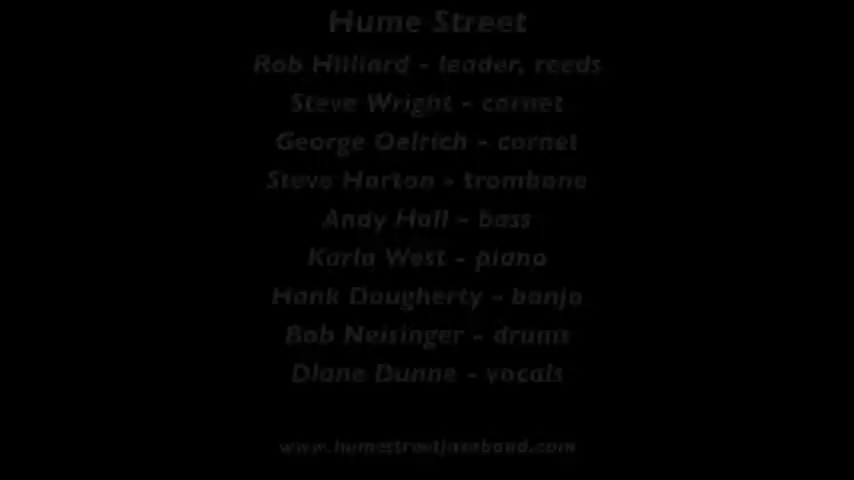 Hume Street
Rob Hilliard - leader, reeds
Steve Wright - cornet
George Oelrich - cornet
Steve Horton - trombone
Andy Hall - bass
Karla West - piano
Hank Daugherty - banjo
Bob Neisinger - drums
Diane Dunne - vocals
www.humestreetjazzband.com